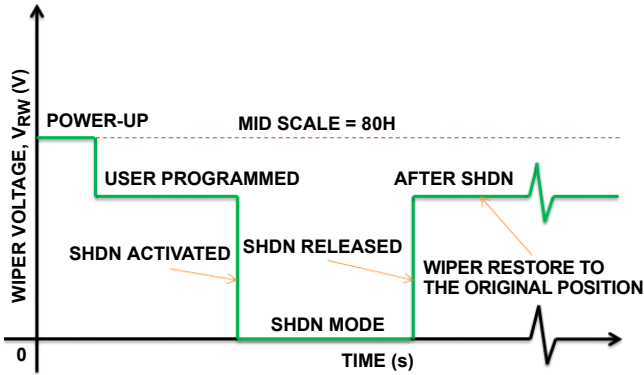 WIPER VOLTAGE, VRW (V)
POWER-UP
MID SCALE = 80H
USER PROGRAMMED
AFTER SHDN
SHDN ACTIVATED
SHDN RELEASED
WIPER RESTORE TO
THE ORIGINAL POSITION
SHDN MODE
0
TIME (s)